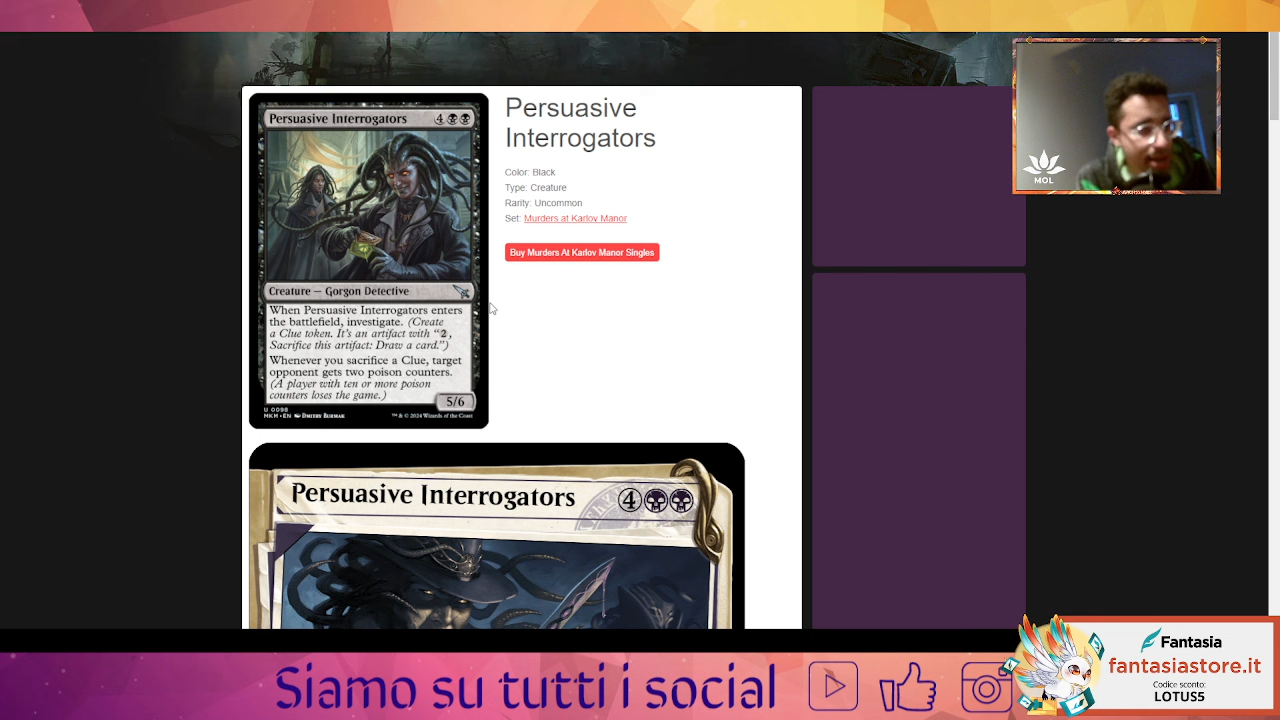 Persuasive Interrogators 4
Creature — Gorgon Detective
When Persuasive Interrogators enters
the battlefield, investigate. (Create
a Clue token. It's an artifact with "2,
Sacrifice this artifact: Draw a card.")
Whenever you sacrifice a Clue, target
opponent gets two poison counters.
(A player with ten or more poison
counters loses the game.)
5/6
U 0098
MKM • EN Dmitry Burmak
™ & © 2024 Wizards of the Coast
Persuasive
Interrogators
Color: Black
Type: Creature
Rarity: Uncommon
Set: Murders at Karlov Manor
Buy Murders At Karlov Manor Singles
Persuasive Interrogators 4
MOL
Siamo su tutti i social
Fantasia
fantasiastore.it
Codice sconto:
LOTUS5